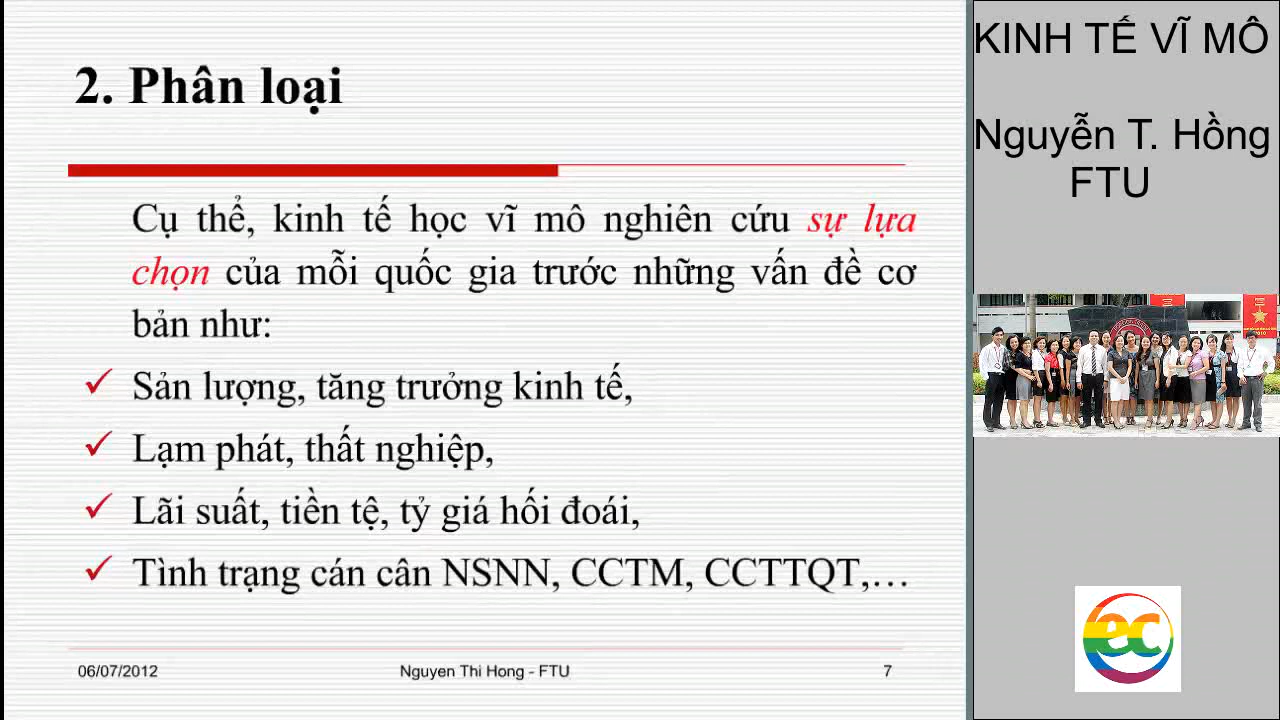 2. Phân loại
Cụ thể, kinh tế học vĩ mô nghiên cứu sự lựa
chọn của mỗi quốc gia trước những vấn đề cơ
bản như:
Sản lượng, tăng trưởng kinh tế,
Lạm phát, thất nghiệp,
Lãi suất, tiền tệ, tỷ giá hối đoái,
Tình trạng cán cân NSNN, CCTM, CCTTQT,…
06/07/2012
Nguyen Thi Hong - FTU
7
KINH TẾ VĨ MÔ
Nguyễn T. Hồng
FTU
ec